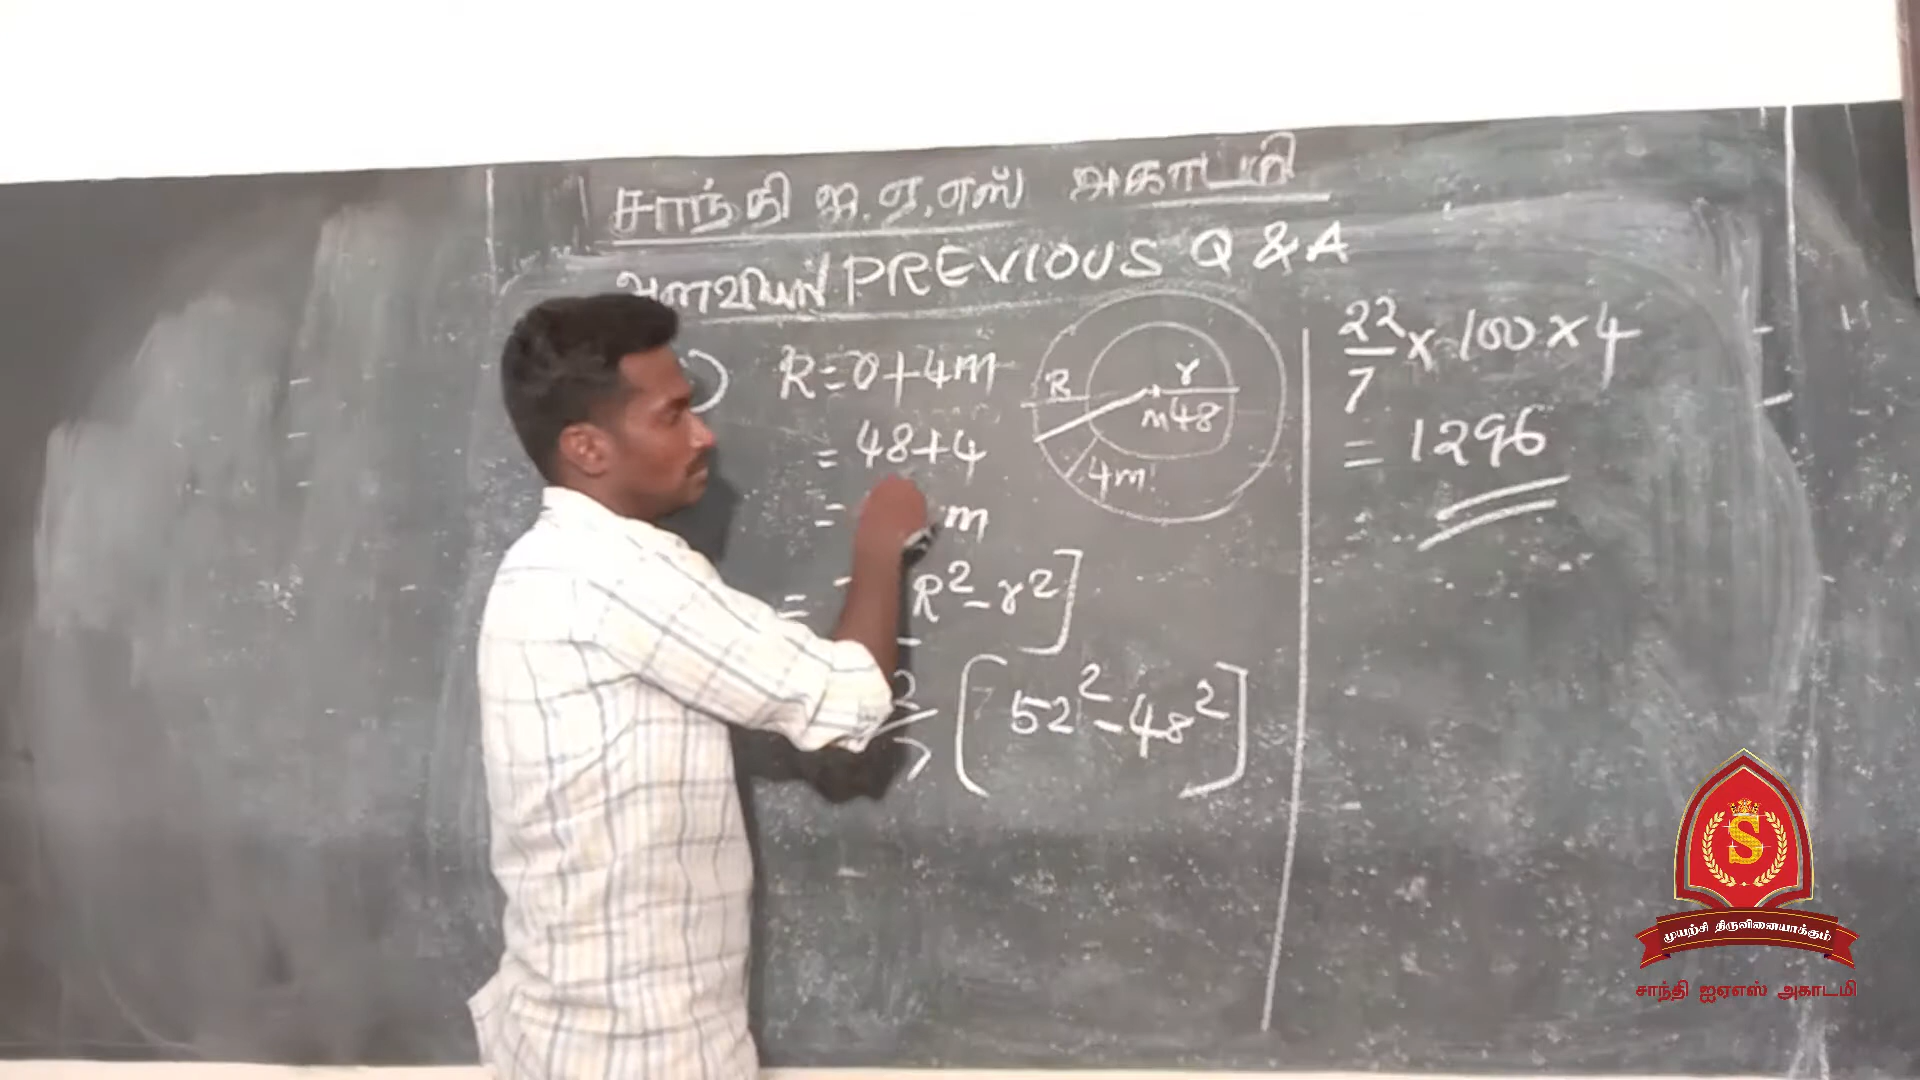 சாந்தி ஐ.ஏ.எஸ் அகாடமி
அளவியல் PREVIOUS Q & A
R=r+4m
= 48+4
= m
= R²-r²]
[52²-48²]
R
r
m48
4m
22/7 x 100 x 4
= 1296
S
முயற்சி திருவினையாக்கும்
சாந்தி ஐஏஎஸ் அகாடமி